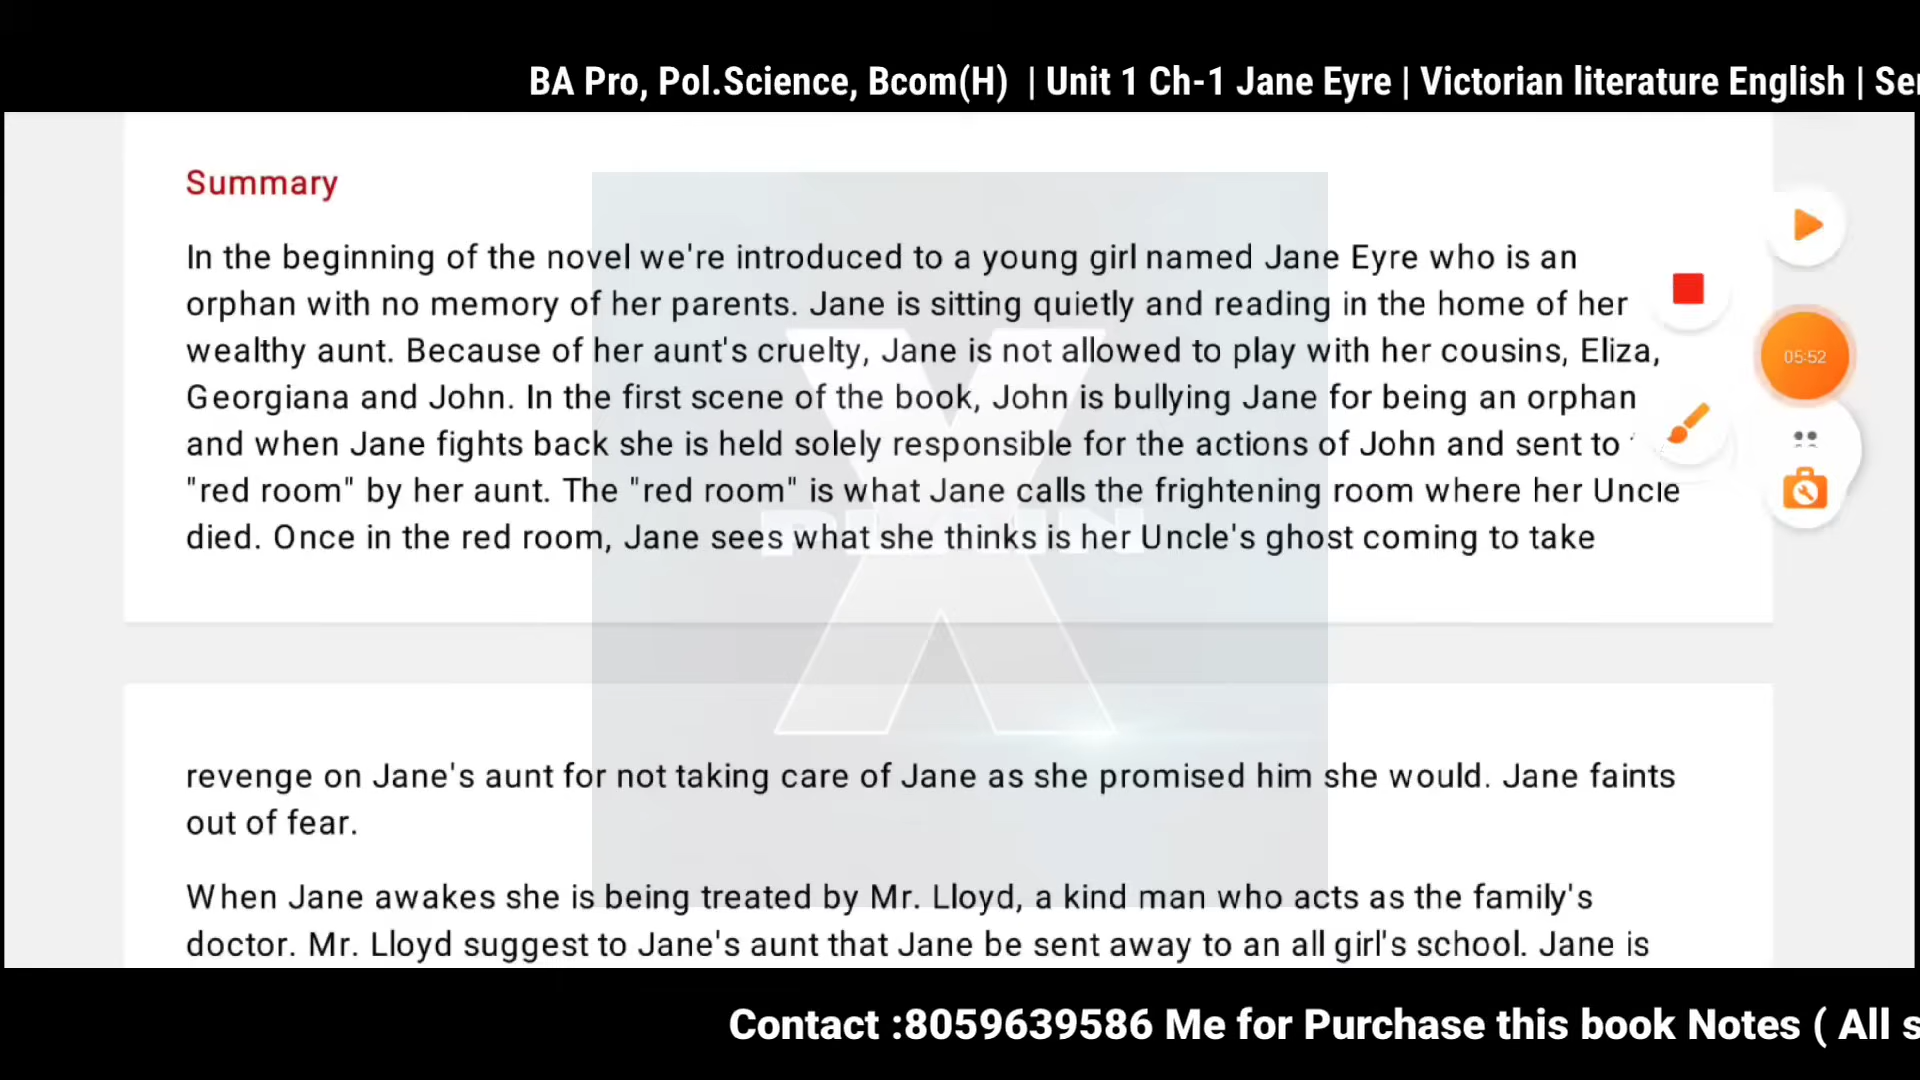 BA Pro, Pol.Science, Bcom(H) | Unit 1 Ch-1 Jane Eyre | Victorian literature English |
Summary
In the beginning of the novel we're introduced to a young girl named Jane Eyre who is an
orphan with no memory of her parents. Jane is sitting quietly and reading in the home of her
wealthy aunt. Because of her aunt's cruelty, Jane is not allowed to play with her cousins, Eliza,
Georgiana and John. In the first scene of the book, John is bullying Jane for being an orphan
and when Jane fights back she is held solely responsible for the actions of John and sent to
"red room" by her aunt. The "red room" is what Jane calls the frightening room where her Uncle
died. Once in the red room, Jane sees what she thinks is her Uncle's ghost coming to take
05:52
PLAIN
revenge on Jane's aunt for not taking care of Jane as she promised him she would. Jane faints
out of fear.
When Jane awakes she is being treated by Mr. Lloyd, a kind man who acts as the family's
doctor. Mr. Lloyd suggest to Jane's aunt that Jane be sent away to an all girl's school. Jane is
Contact :8059639586 Me for Purchase this book Notes ( All